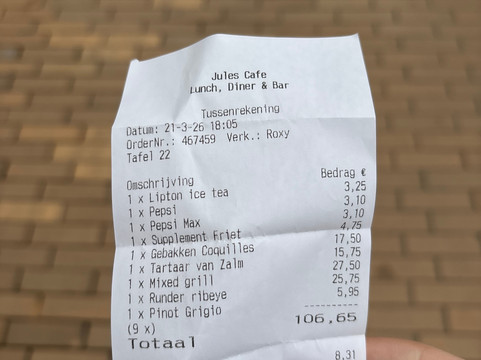 Jules Cafe
Lunch, Diner & Bar
Tussenrekening
Datum: 21-3-26 18:05
OrderNr.: 467459 Verk.: Roxy
Tafel 22
Omschrijving Bedrag €
1 x Lipton ice tea 3,25
1 x Pepsi 3,10
1 x Pepsi Max 3,10
1 x Supplement Friet 4,75
1 x Gebakken Coquilles 17,50
1 x Tartaar van Zalm 15,75
1 x Mixed grill 27,50
1 x Runder ribeye 25,75
1 x Pinot Grigio 5,95
(9 x) ----------
Totaal 106,65
8,31